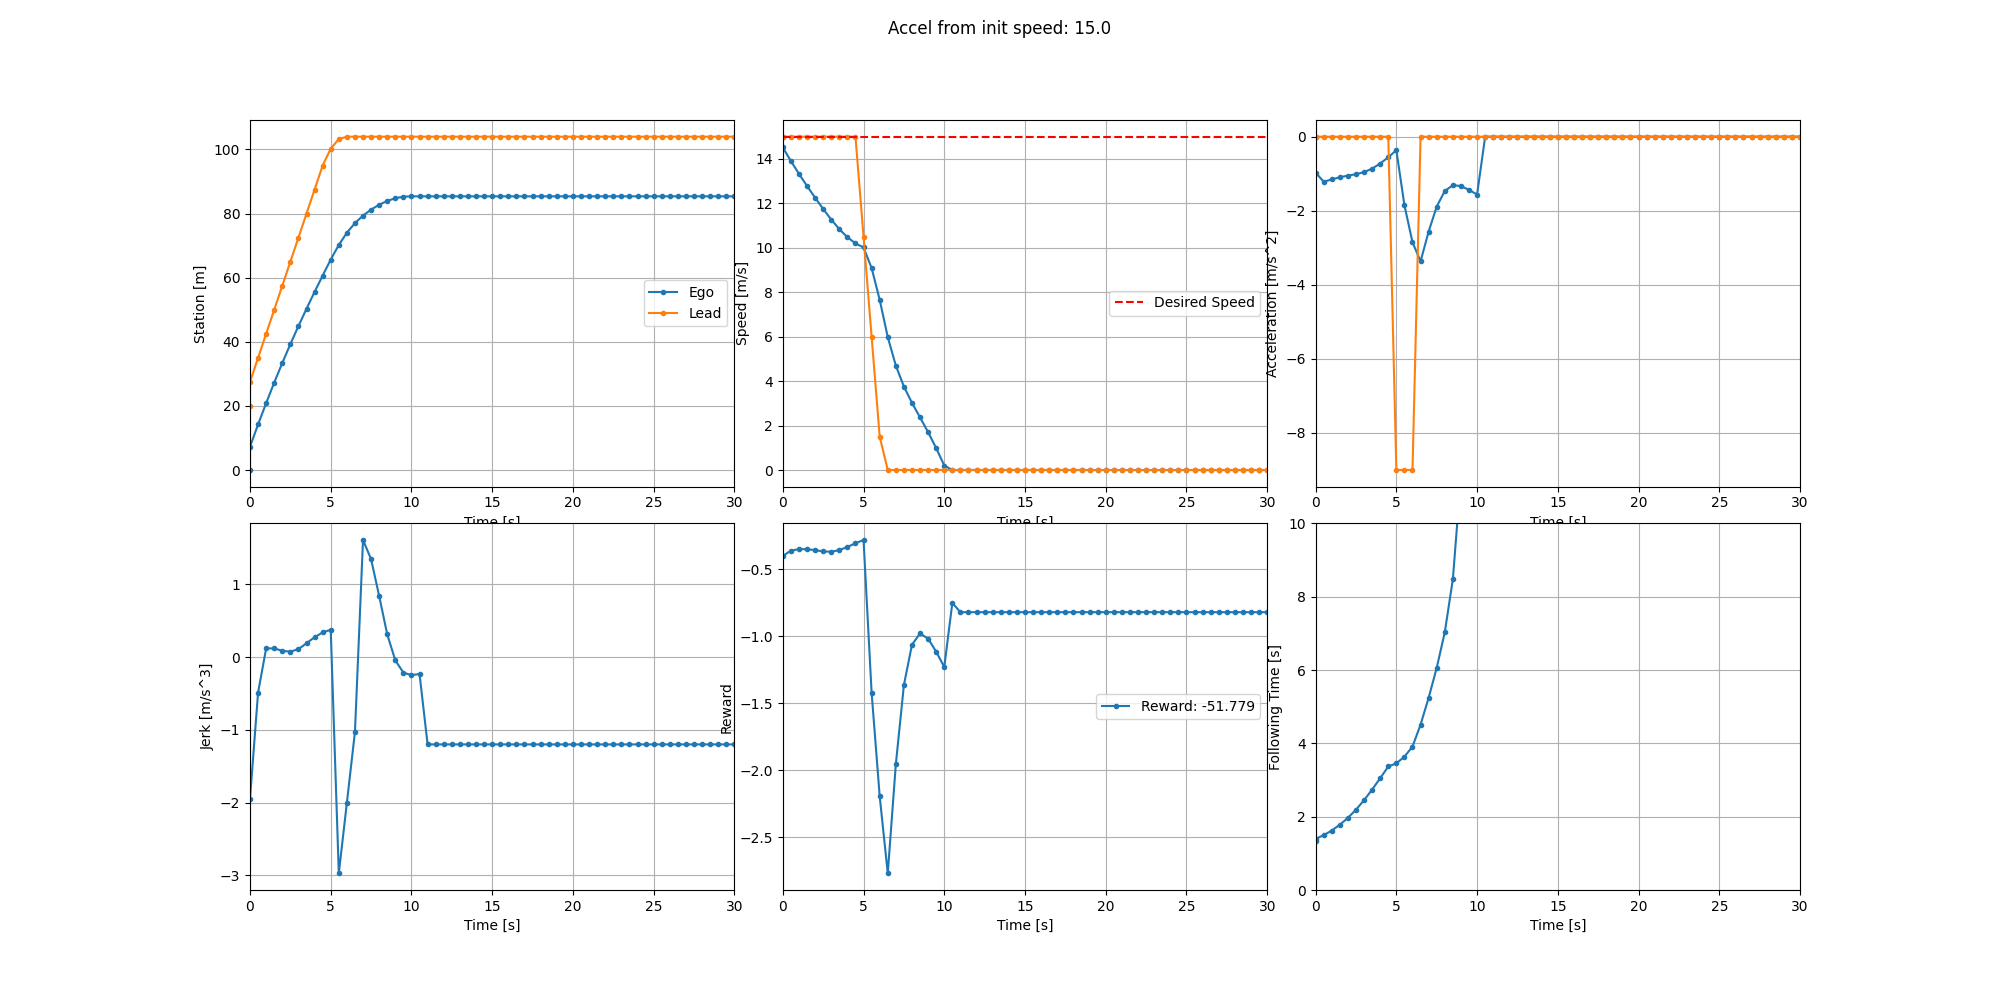 Accel from init speed: 15.0
Station [m]
100
80
60
40
20
0
Ego
Lead
0 5 10 15 20 25 30
Time [s]
Speed [m/s]
14
12
10
8
6
4
2
0
Desired Speed
0 5 10 15 20 25 30
Time [s]
Acceleration [m/s^2]
0
−2
−4
−6
−8
0 5 10 15 20 25 30
Time [s]
Jerk [m/s^3]
1
0
−1
−2
−3
0 5 10 15 20 25 30
Time [s]
Reward
−0.5
−1.0
−1.5
−2.0
−2.5
Reward: -51.779
0 5 10 15 20 25 30
Time [s]
Following Time [s]
10
8
6
4
2
0
0 5 10 15 20 25 30
Time [s]